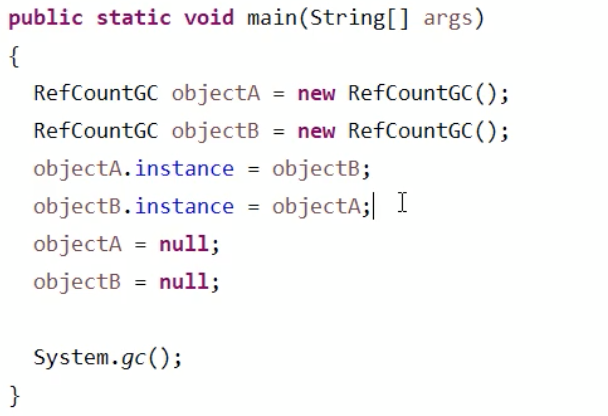 public static void main(String[] args)
{
RefCountGC objectA = new RefCountGC();
RefCountGC objectB = new RefCountGC();
objectA.instance = objectB;
objectB.instance = objectA;
objectA = null;
objectB = null;
System.gc();
}